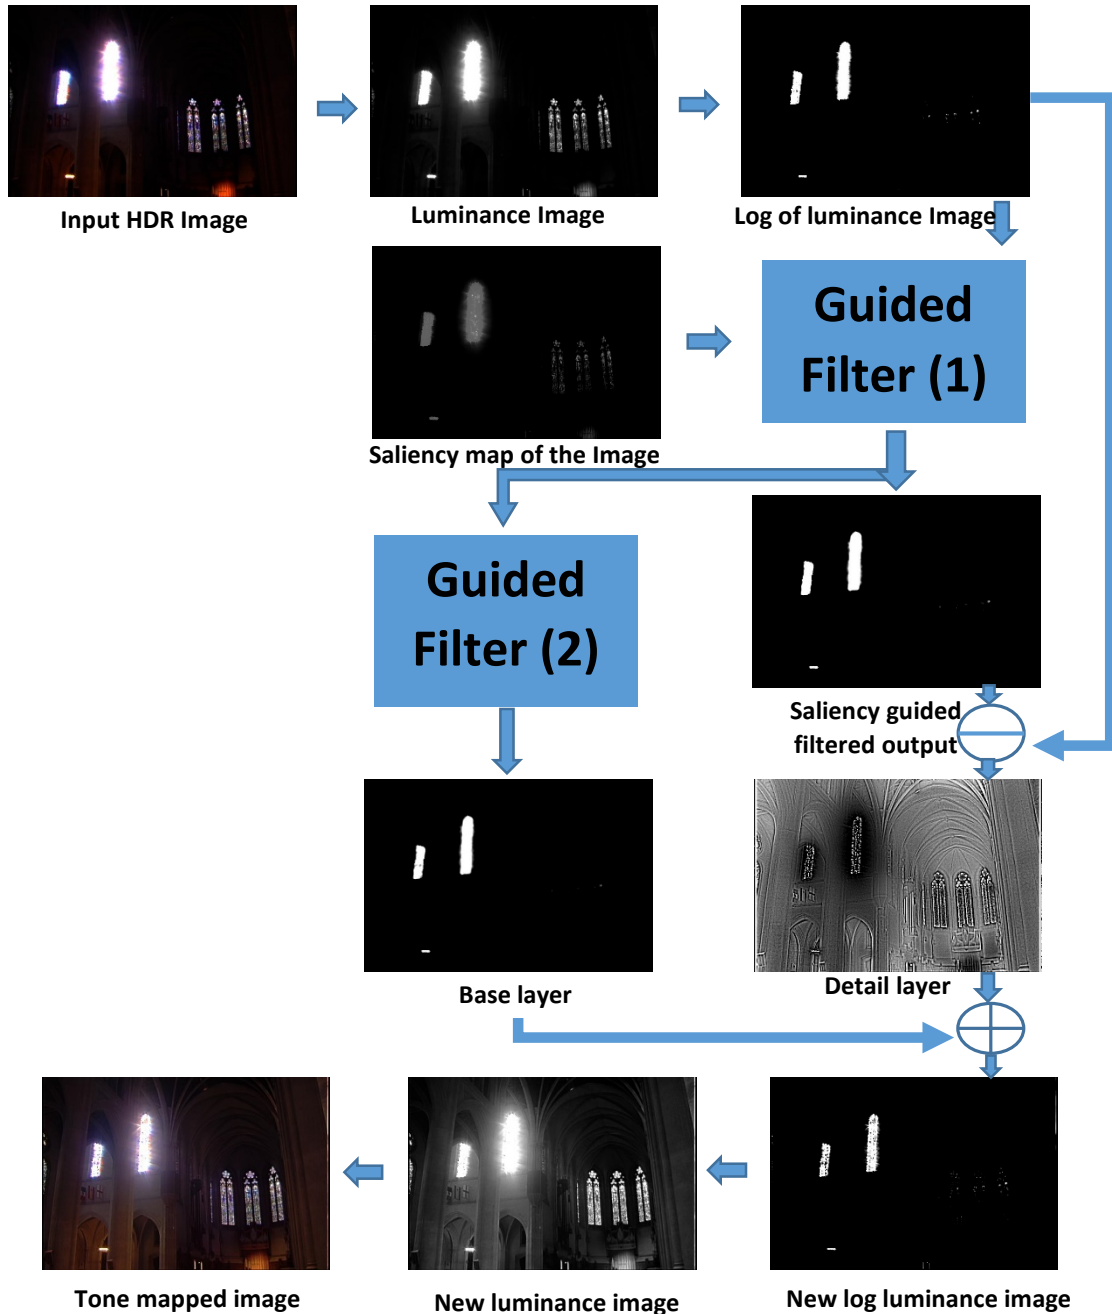 Input HDR Image
Luminance Image
Log of luminance Image
Guided
Filter (1)
Saliency map of the Image
Guided
Filter (2)
Saliency guided
filtered output
Base layer
Detail layer
Tone mapped image
New luminance image
New log luminance image